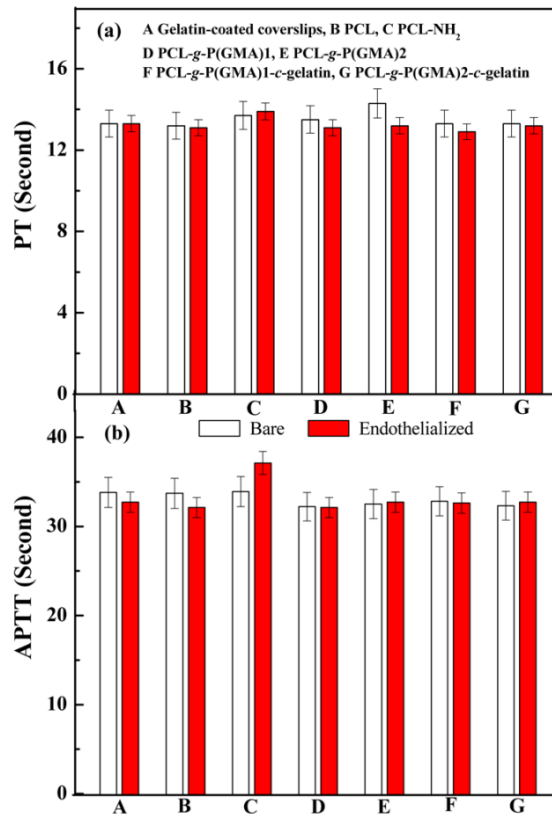 (a) A Gelatin-coated coverslips, B PCL, C PCL-NH₂
D PCL-g-P(GMA)1, E PCL-g-P(GMA)2
F PCL-g-P(GMA)1-c-gelatin, G PCL-g-P(GMA)2-c-gelatin
PT (Second)
16
12
8
4
0
A B C D E F G
(b) Bare Endothelialized
APTT (Second)
40
30
20
10
0
A B C D E F G